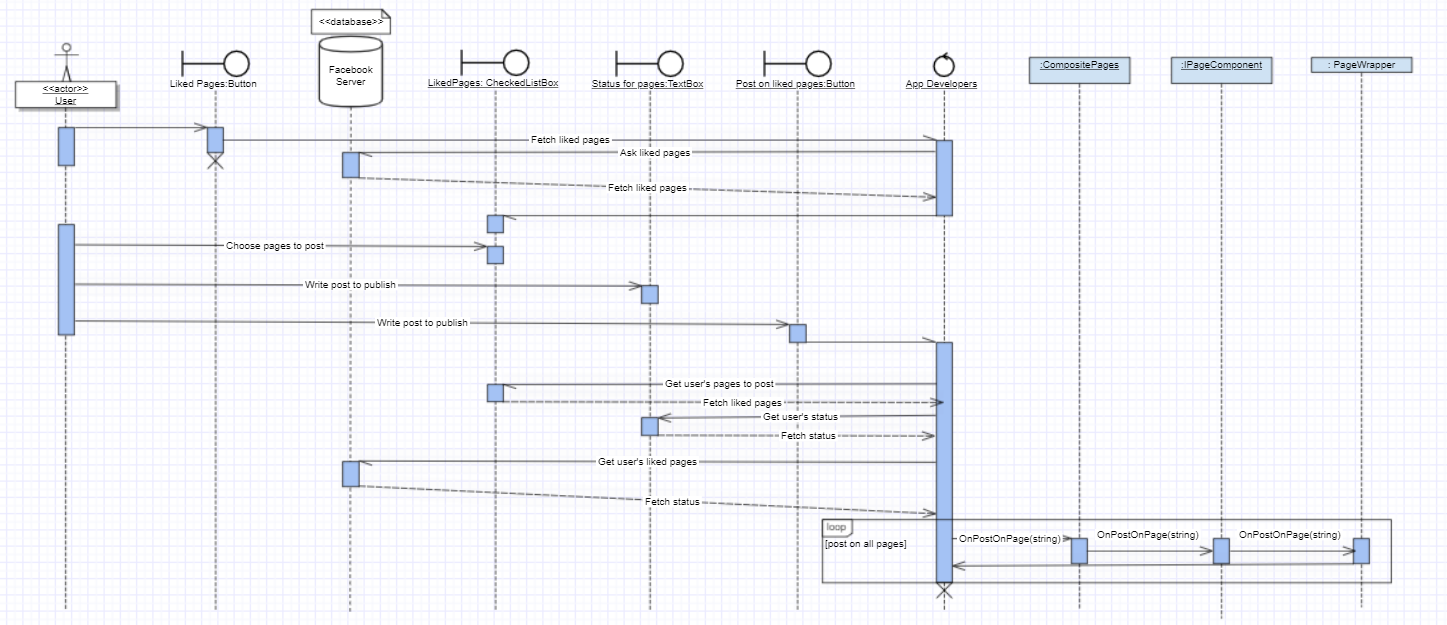 <<database>>
<<actor>>
User
Liked Pages:Button
Facebook
Server
LikedPages: CheckedListBox
Status for pages:TextBox
Post on liked pages:Button
App Developers
:CompositePages
:IPageComponent
: PageWrapper
Fetch liked pages
Ask liked pages
Fetch liked pages
Choose pages to post
Write post to publish
Write post to publish
Get user's pages to post
Fetch liked pages
Get user's status
Fetch status
Get user's liked pages
Fetch status
loop
[post on all pages]
OnPostOnPage(string)
OnPostOnPage(string)
OnPostOnPage(string)